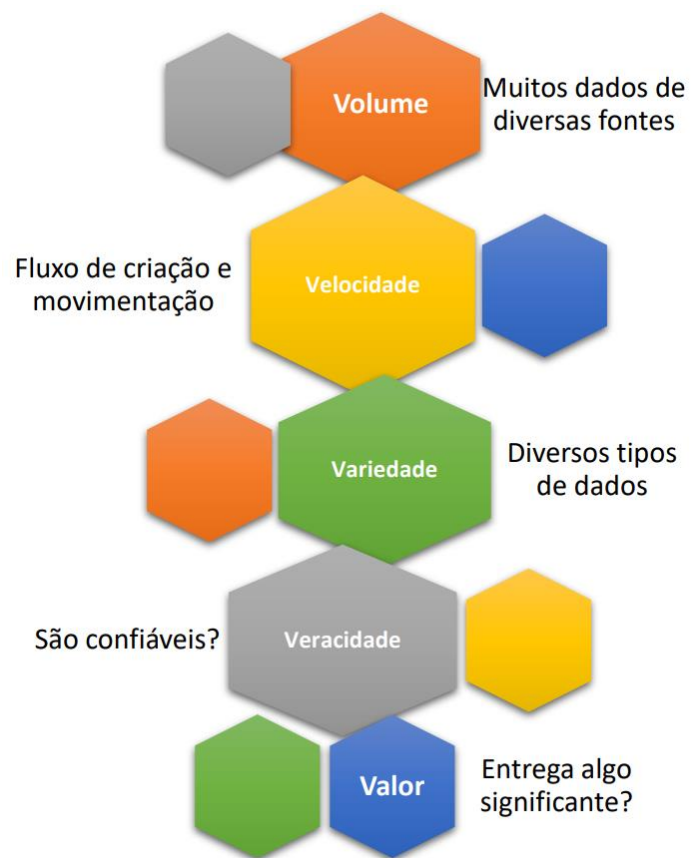 Volume
Muitos dados de
diversas fontes
Fluxo de criação e
movimentação
Velocidade
Variedade
Diversos tipos
de dados
São confiáveis?
Veracidade
Valor
Entrega algo
significante?